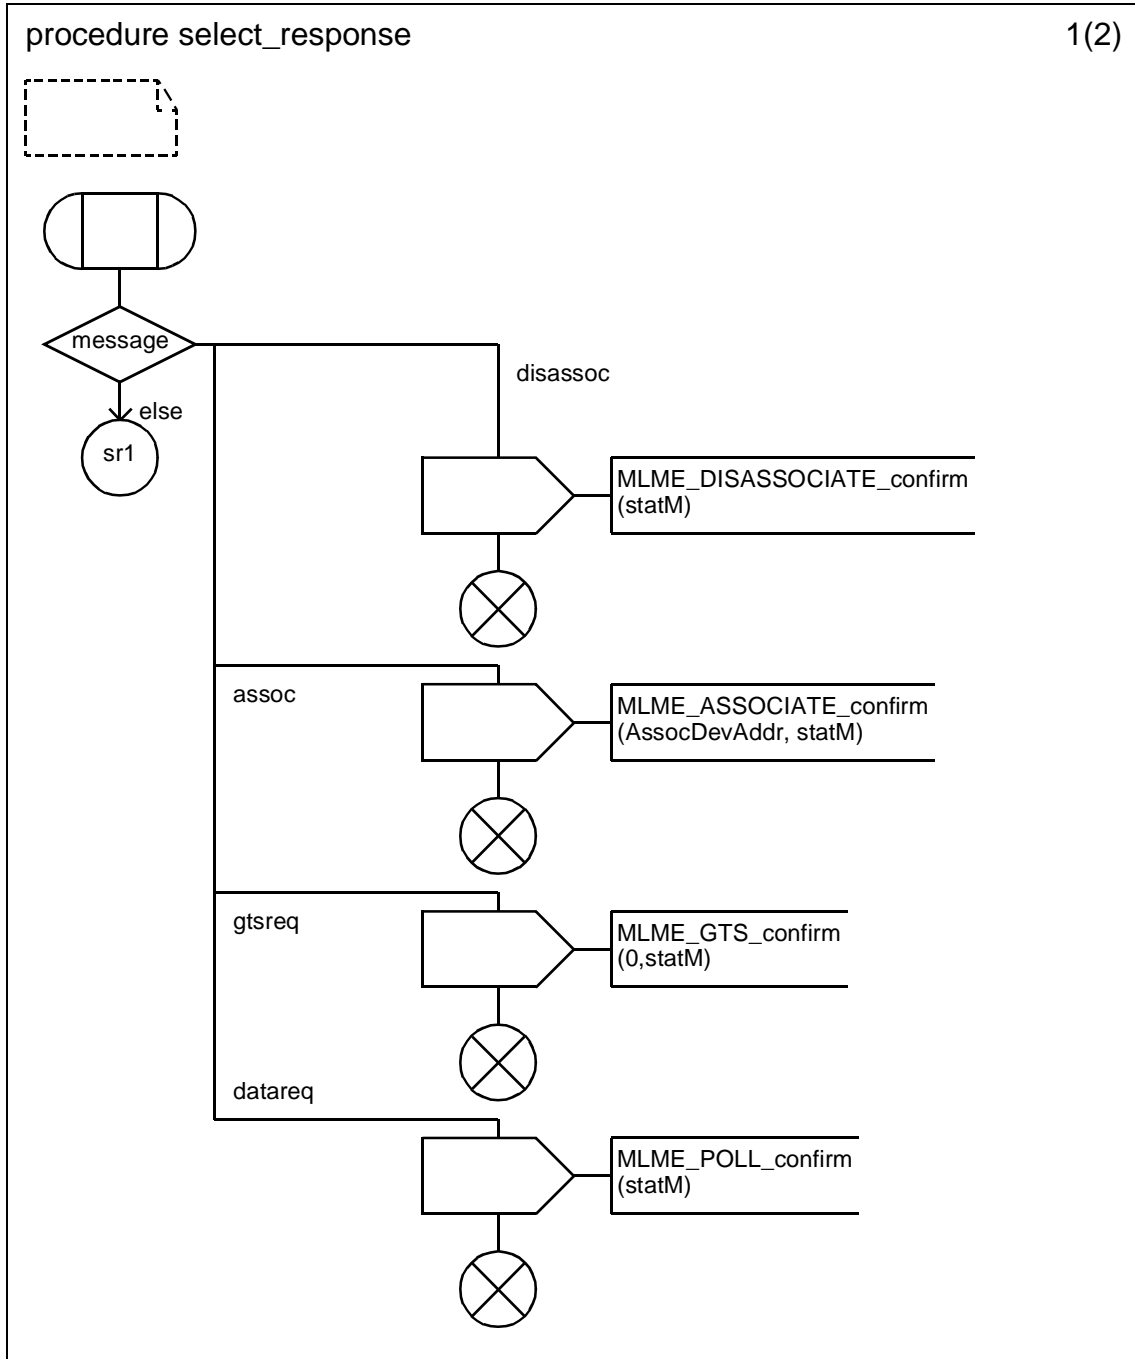 procedure select_response
1(2)
message
disassoc
else
sr1
MLME_DISASSOCIATE_confirm
(statM)
assoc
MLME_ASSOCIATE_confirm
(AssocDevAddr, statM)
gtsreq
MLME_GTS_confirm
(0,statM)
datareq
MLME_POLL_confirm
(statM)